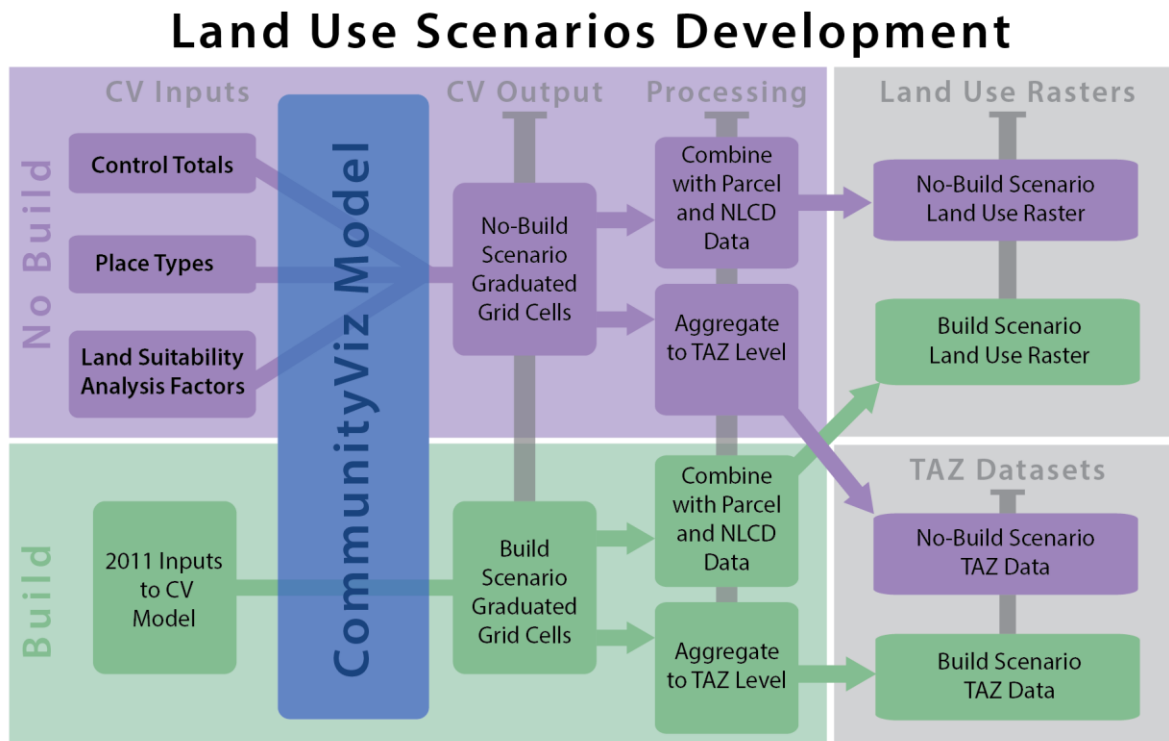 Land Use Scenarios Development
CV Inputs
CV Output
Processing
Land Use Rasters
No Build
Control Totals
Place Types
Land Suitability
Analysis Factors
CommunityViz Model
No-Build
Scenario
Graduated
Grid Cells
Combine
with Parcel
and NLCD
Data
Aggregate
to TAZ Level
No-Build Scenario
Land Use Raster
Build Scenario
Land Use Raster
Build
2011 Inputs
to CV
Model
Build
Scenario
Graduated
Grid Cells
Combine
with Parcel
and NLCD
Data
Aggregate
to TAZ Level
TAZ Datasets
No-Build Scenario
TAZ Data
Build Scenario
TAZ Data